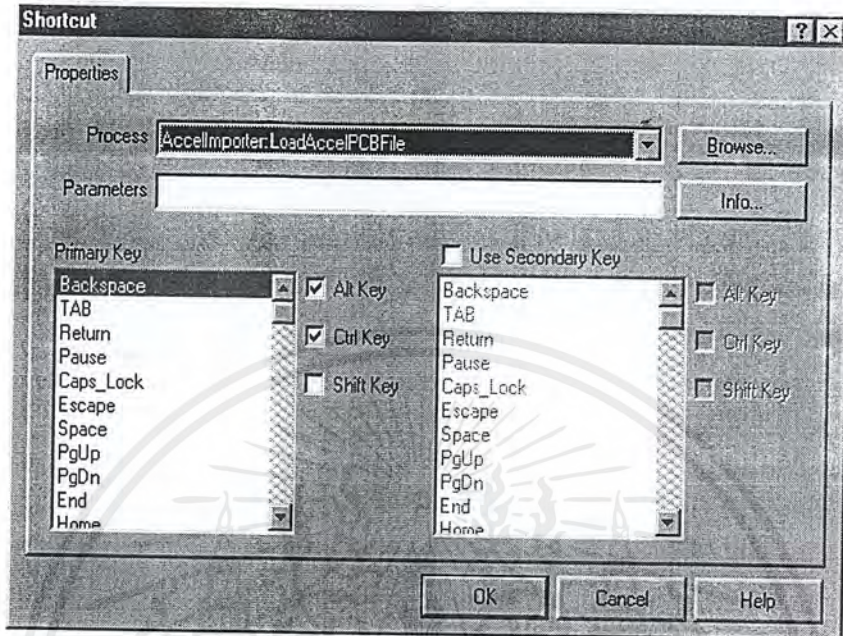 Shortcut
Properties
Process AccelImporter:LoadAccelPCBFile Browse...
Parameters Info...
Primary Key
Backspace
TAB
Return
Pause
Caps_Lock
Escape
Space
PgUp
PgDn
End
Home
Alt Key
Ctrl Key
Shift Key
Use Secondary Key
Backspace
TAB
Return
Pause
Caps_Lock
Escape
Space
PgUp
PgDn
End
Home
Alt Key
Ctrl Key
Shift Key
OK Cancel Help